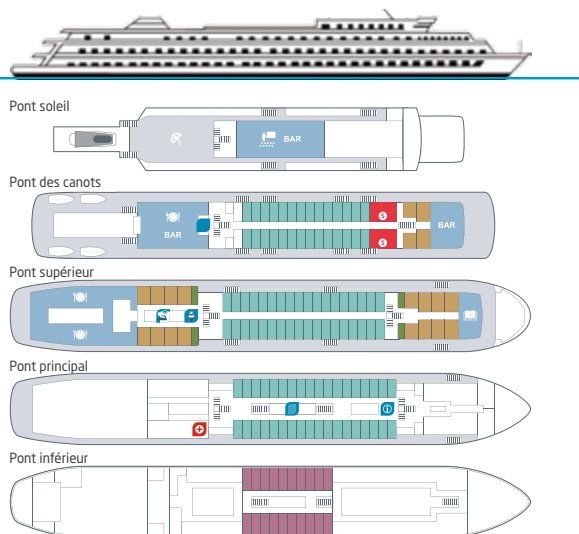 Pont soleil
BAR
Pont des canots
BAR
S
S
BAR
Pont supérieur
Pont principal
i
Pont inférieur